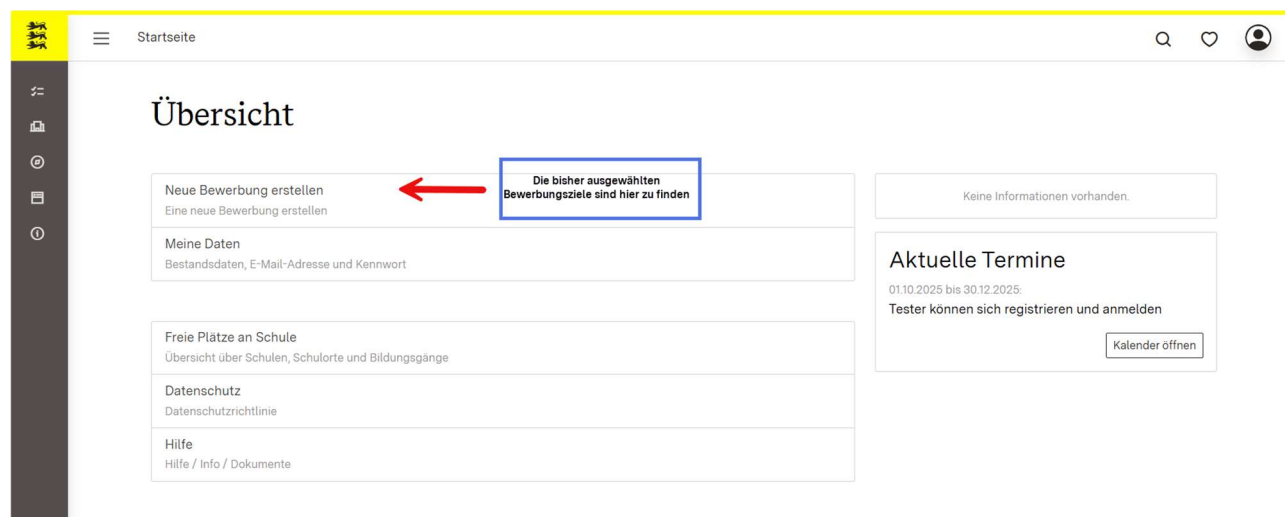 Startseite
Übersicht
Neue Bewerbung erstellen
Eine neue Bewerbung erstellen
Die bisher ausgewählten
Bewerbungsziele sind hier zu finden
Meine Daten
Bestandsdaten, E-Mail-Adresse und Kennwort
Freie Plätze an Schule
Übersicht über Schulen, Schulorte und Bildungsgänge
Datenschutz
Datenschutzrichtlinie
Hilfe
Hilfe / Info / Dokumente
Keine Informationen vorhanden.
Aktuelle Termine
01.10.2025 bis 30.12.2025:
Tester können sich registrieren und anmelden
Kalender öffnen